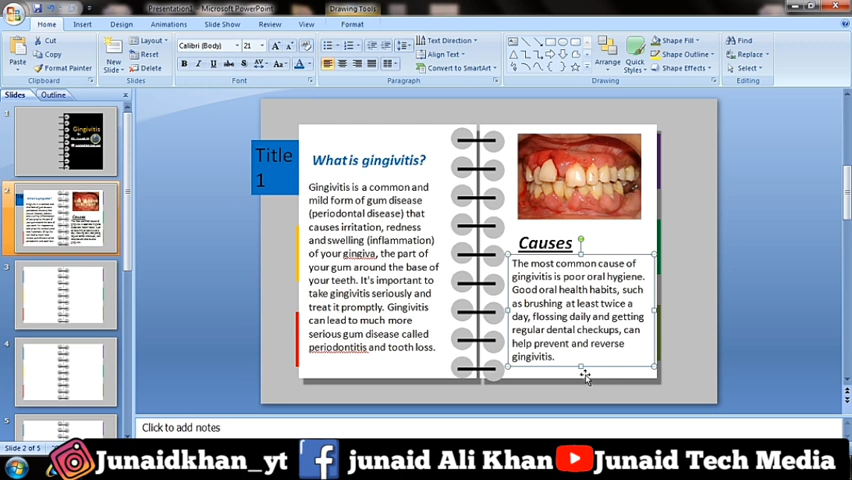 Presentation1 - Microsoft PowerPoint
Drawing Tools
Home
Insert
Design
Animations
Slide Show
Review
View
Format
Cut
Copy
Format Painter
Paste
Clipboard
New
Slide
Layout
Reset
Delete
Slides
Calibri (Body)
21
Font
Text Direction
Align Text
Convert to SmartArt
Paragraph
Arrange
Quick
Styles
Shape Fill
Shape Outline
Shape Effects
Drawing
Find
Replace
Select
Editing
Slides
Outline
Gingivitis
1
2
3
4
5
Title
1
What is gingivitis?
Gingivitis is a common and
mild form of gum disease
(periodontal disease) that
causes irritation, redness
and swelling (inflammation)
of your gingiva, the part of
your gum around the base of
your teeth. It's important to
take gingivitis seriously and
treat it promptly. Gingivitis
can lead to much more
serious gum disease called
periodontitis and tooth loss.
Causes
The most common cause of
gingivitis is poor oral hygiene.
Good oral health habits, such
as brushing at least twice a
day, flossing daily and getting
regular dental checkups, can
help prevent and reverse
gingivitis.
Click to add notes
Slide 2 of 5
Junaidkhan_yt
junaid Ali Khan
Junaid Tech Media